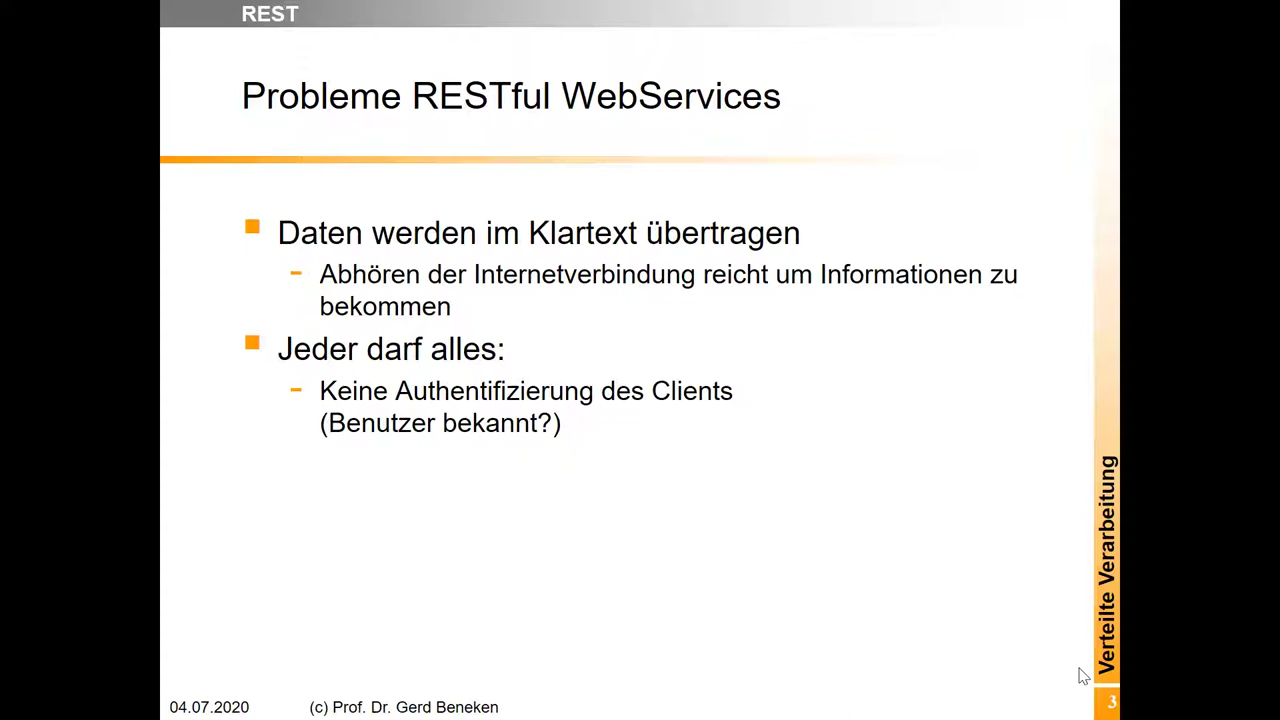 REST
Probleme RESTful WebServices
Daten werden im Klartext übertragen
- Abhören der Internetverbindung reicht um Informationen zu
bekommen
Jeder darf alles:
- Keine Authentifizierung des Clients
(Benutzer bekannt?)
Verteilte Verarbeitung
04.07.2020
(c) Prof. Dr. Gerd Beneken
3